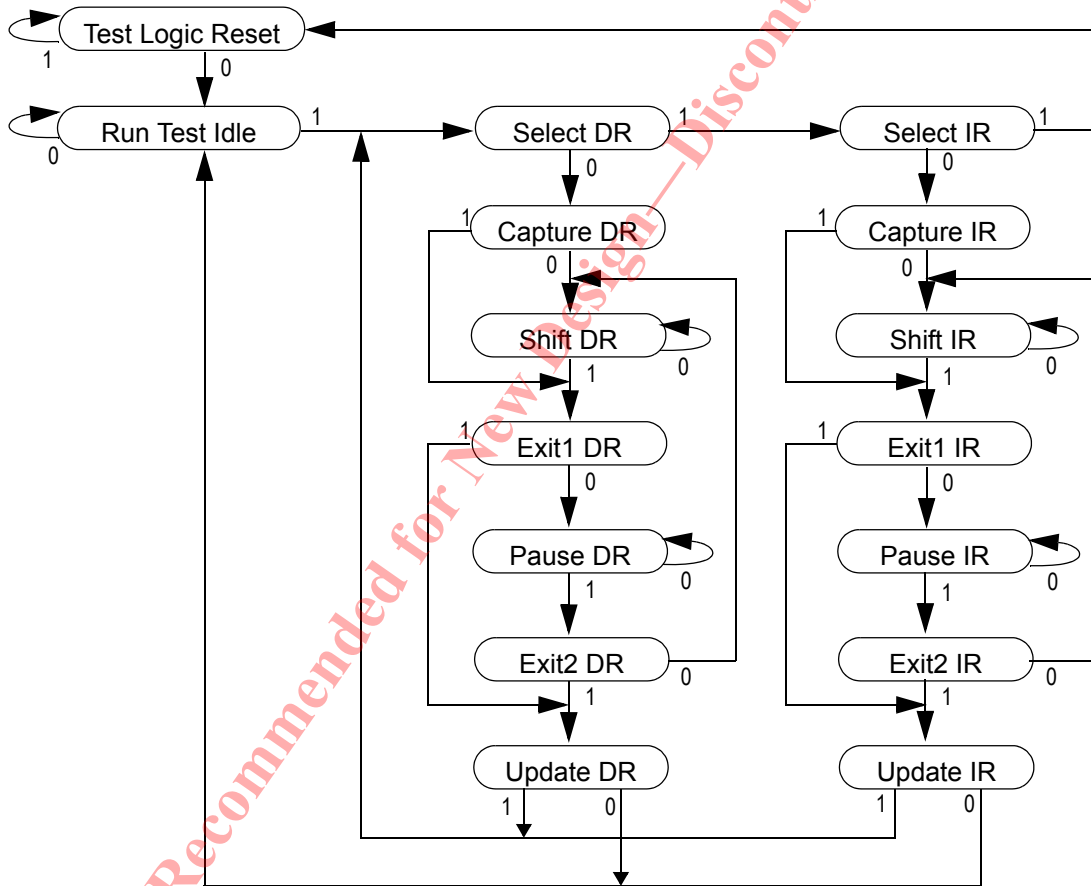 Test Logic Reset
1
0
Run Test Idle
1
0
Select DR
1
0
Select IR
1
0
1
Capture DR
0
1
Capture IR
0
Shift DR
0
1
Shift IR
0
1
1
Exit1 DR
0
1
Exit1 IR
0
Pause DR
0
1
Pause IR
0
1
Exit2 DR
0
1
Exit2 IR
0
1
Update DR
1
0
Update IR
1
0
Recommended for New Design—Discontinu